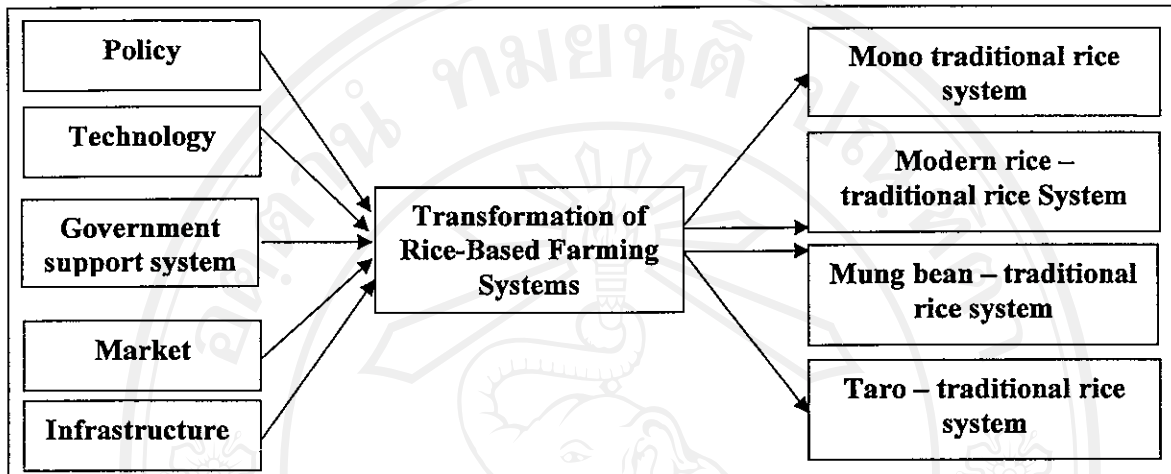 Policy
Technology
Government
support system
Market
Infrastructure
Transformation of
Rice-Based Farming
Systems
Mono traditional rice
system
Modern rice –
traditional rice System
Mung bean – traditional
rice system
Taro – traditional rice
system